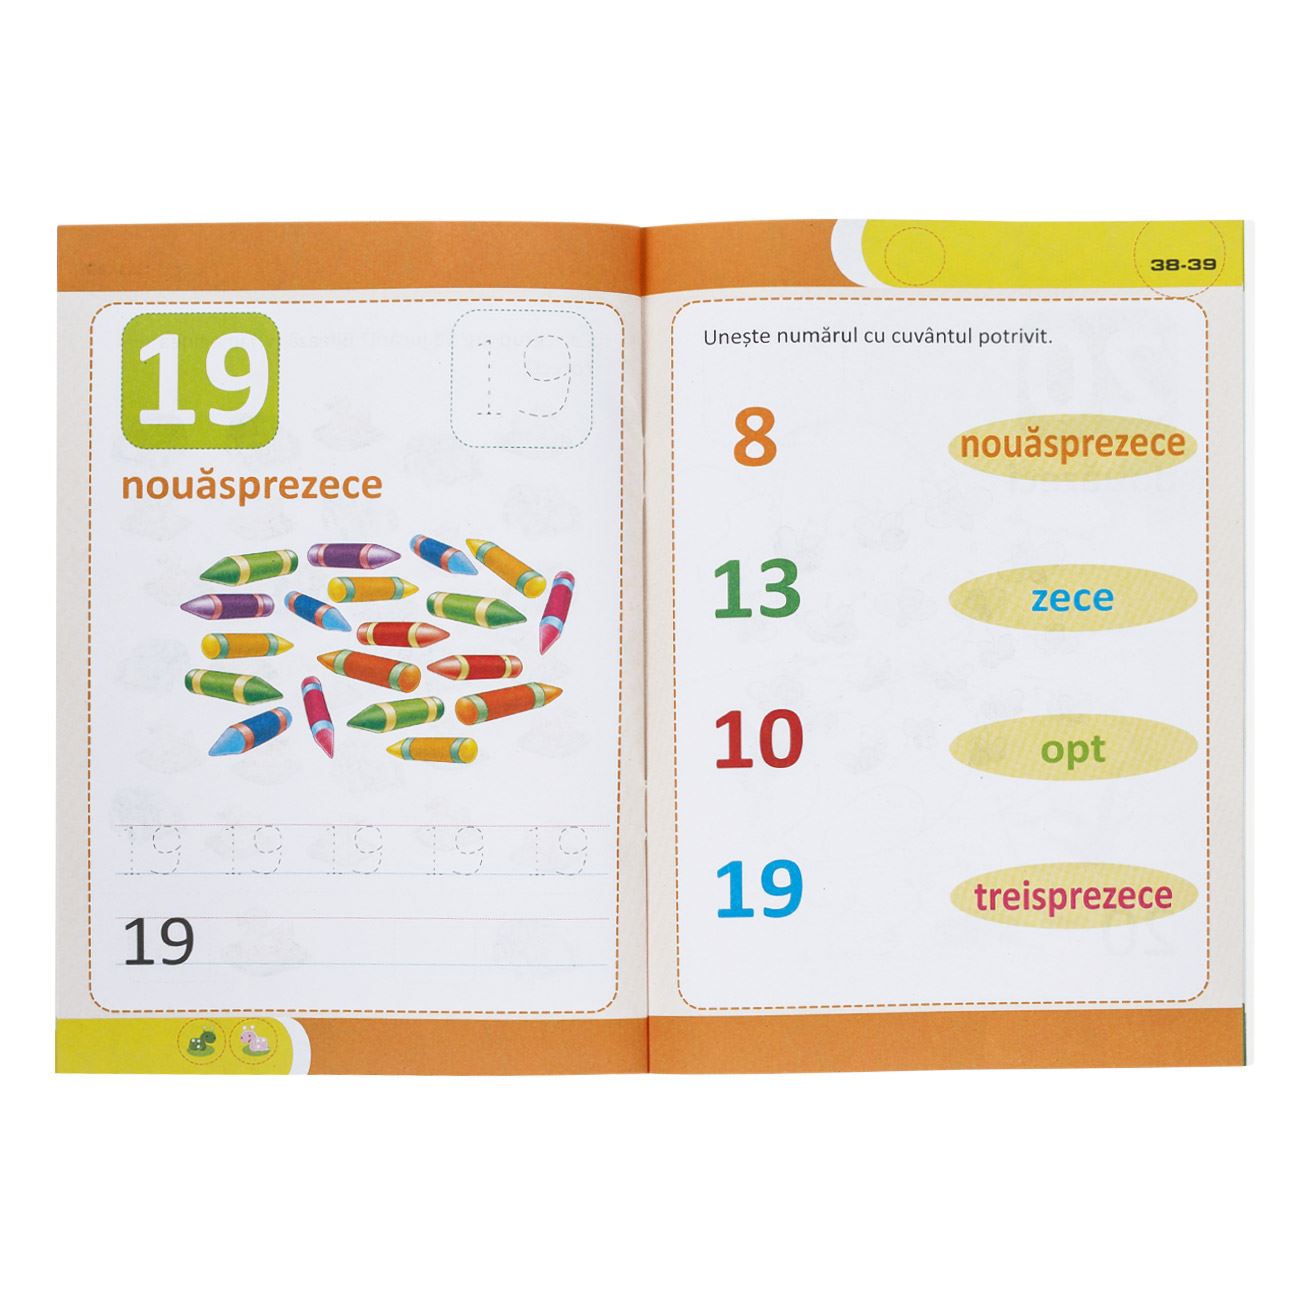 19 19
nouăsprezece
19 19 19 19 19
19
38-39
Unește numărul cu cuvântul potrivit.
8 nouăsprezece
13 zece
10 opt
19 treisprezece